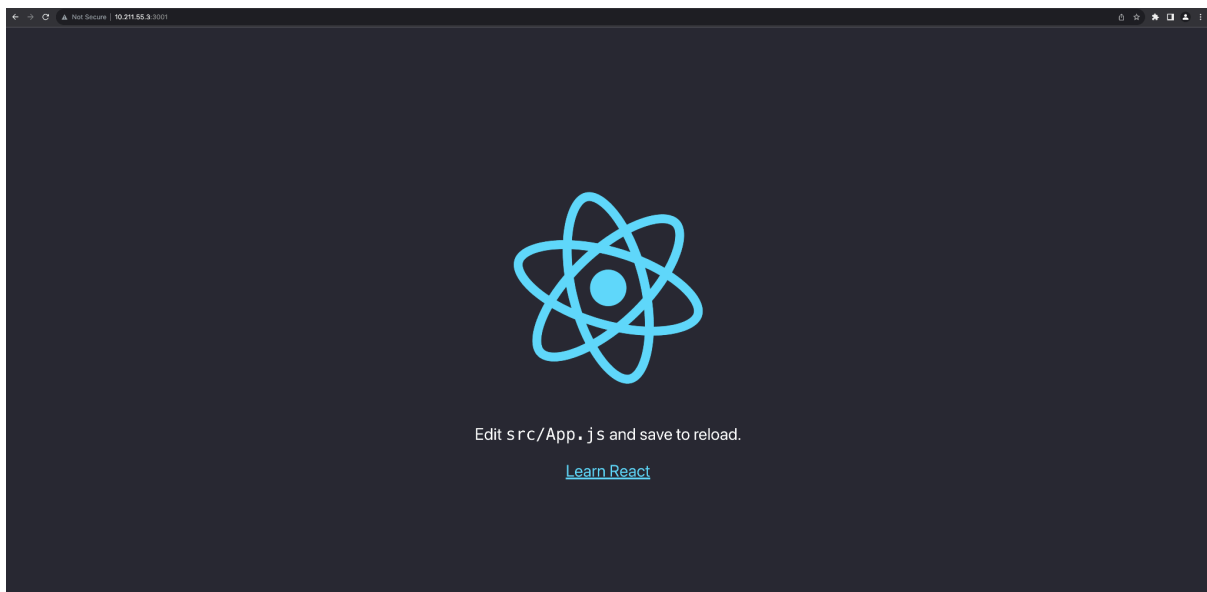 Not Secure | 10.211.55.3:3001
Edit src/App.js and save to reload.
Learn React